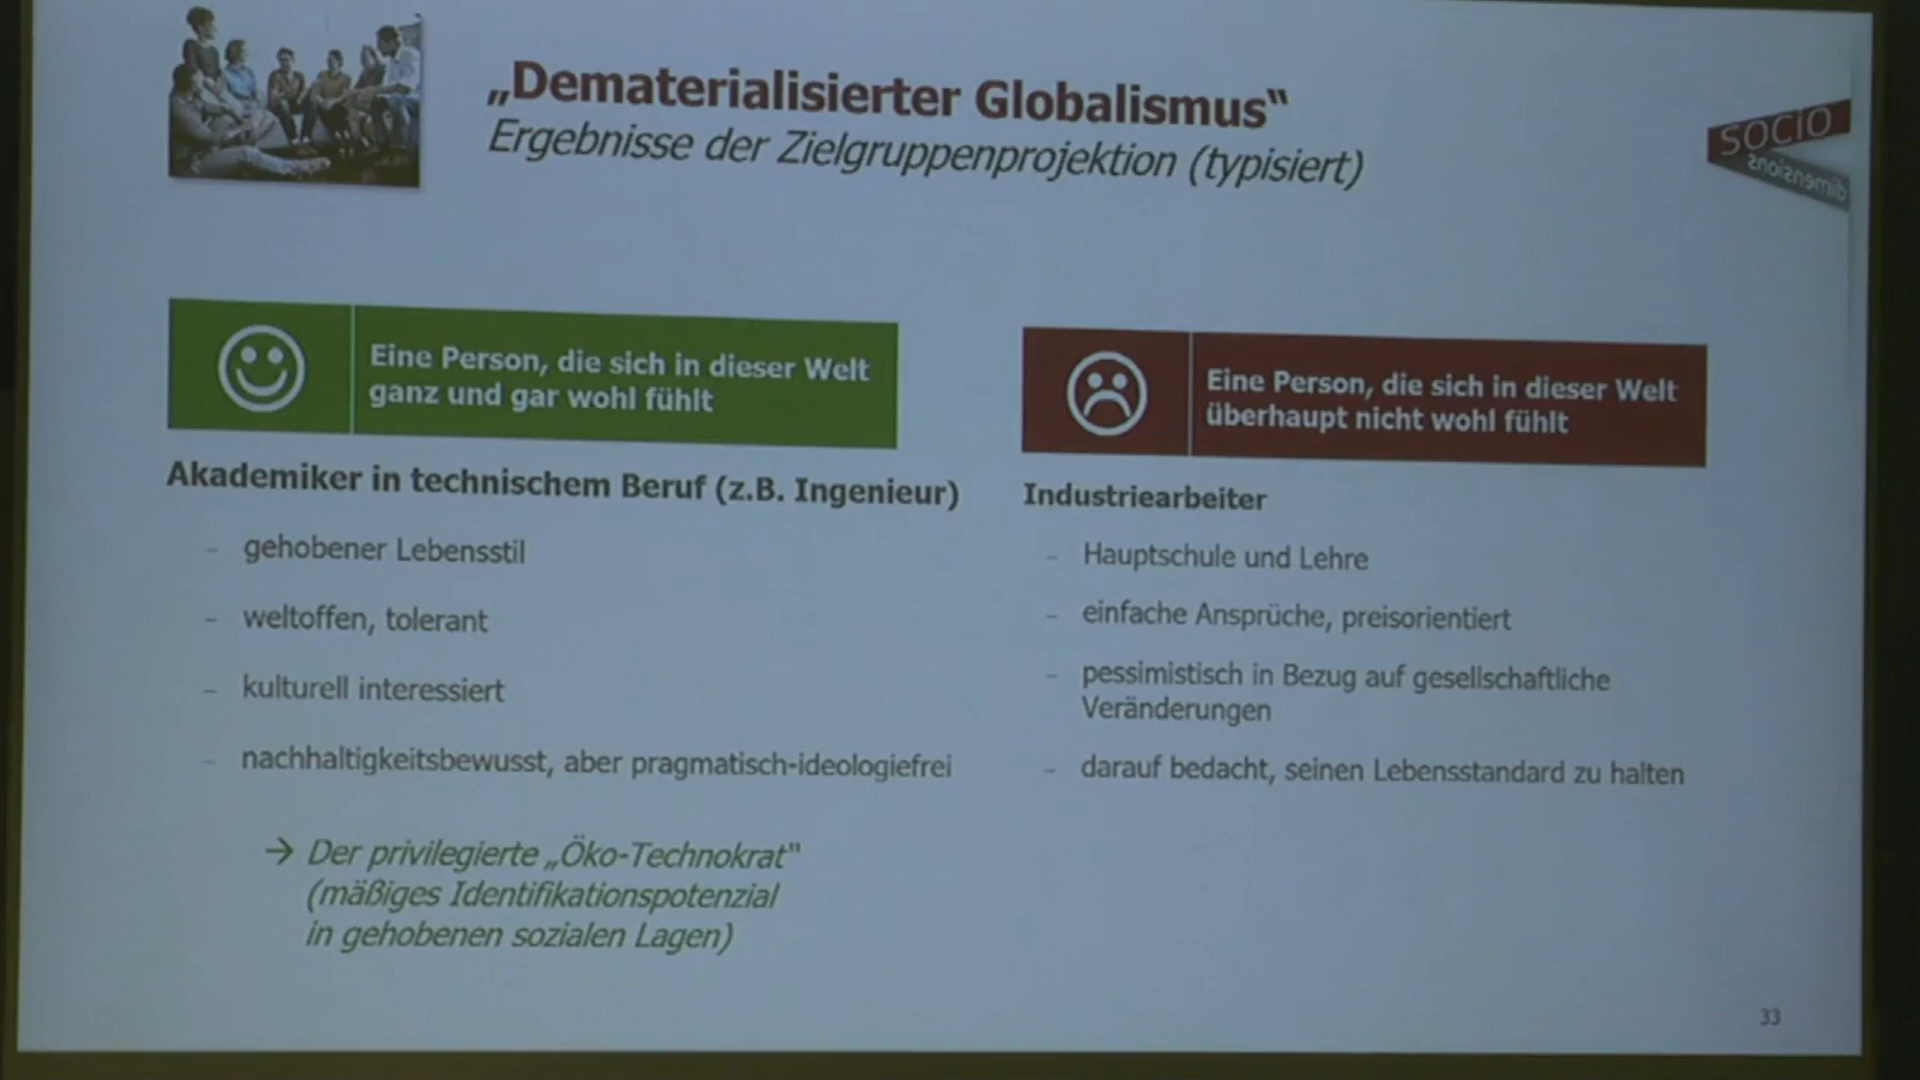 „Dematerialisierter Globalismus“
Ergebnisse der Zielgruppenprojektion (typisiert)
SOCIO
dimensions
Eine Person, die sich in dieser Welt
ganz und gar wohl fühlt
Akademiker in technischem Beruf (z.B. Ingenieur)
- gehobener Lebensstil
- weltoffen, tolerant
- kulturell interessiert
- nachhaltigkeitsbewusst, aber pragmatisch-ideologiefrei
→ Der privilegierte „Öko-Technokrat"
(mäßiges Identifikationspotenzial
in gehobenen sozialen Lagen)
Eine Person, die sich in dieser Welt
überhaupt nicht wohl fühlt
Industriearbeiter
- Hauptschule und Lehre
- einfache Ansprüche, preisorientiert
- pessimistisch in Bezug auf gesellschaftliche
Veränderungen
- darauf bedacht, seinen Lebensstandard zu halten
33